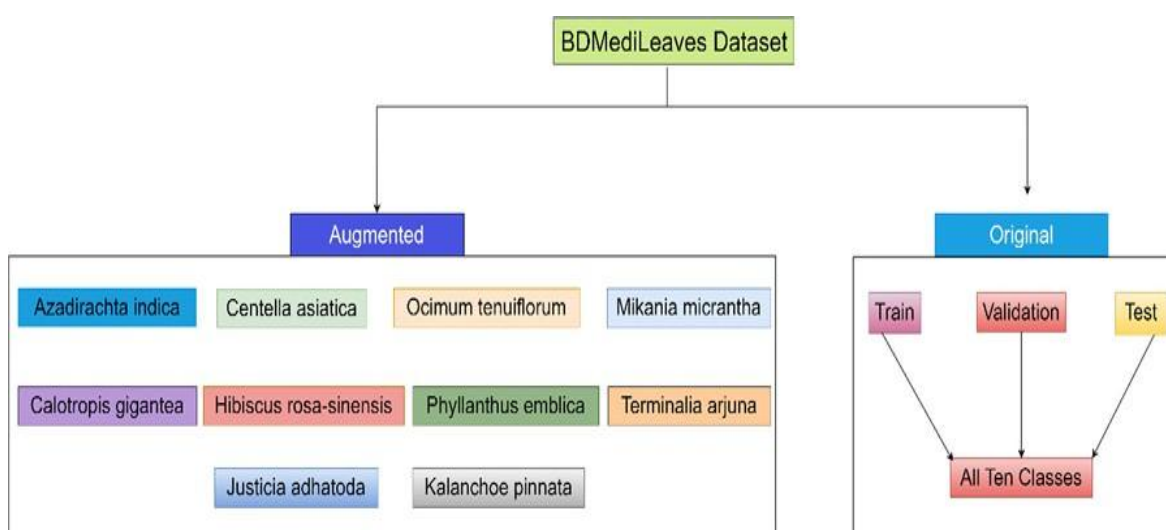 BDMediLeaves Dataset
Augmented
Original
Azadirachta indica
Centella asiatica
Ocimum tenuiflorum
Mikania micrantha
Calotropis gigantea
Hibiscus rosa-sinensis
Phyllanthus emblica
Terminalia arjuna
Justicia adhatoda
Kalanchoe pinnata
Train
Validation
Test
All Ten Classes